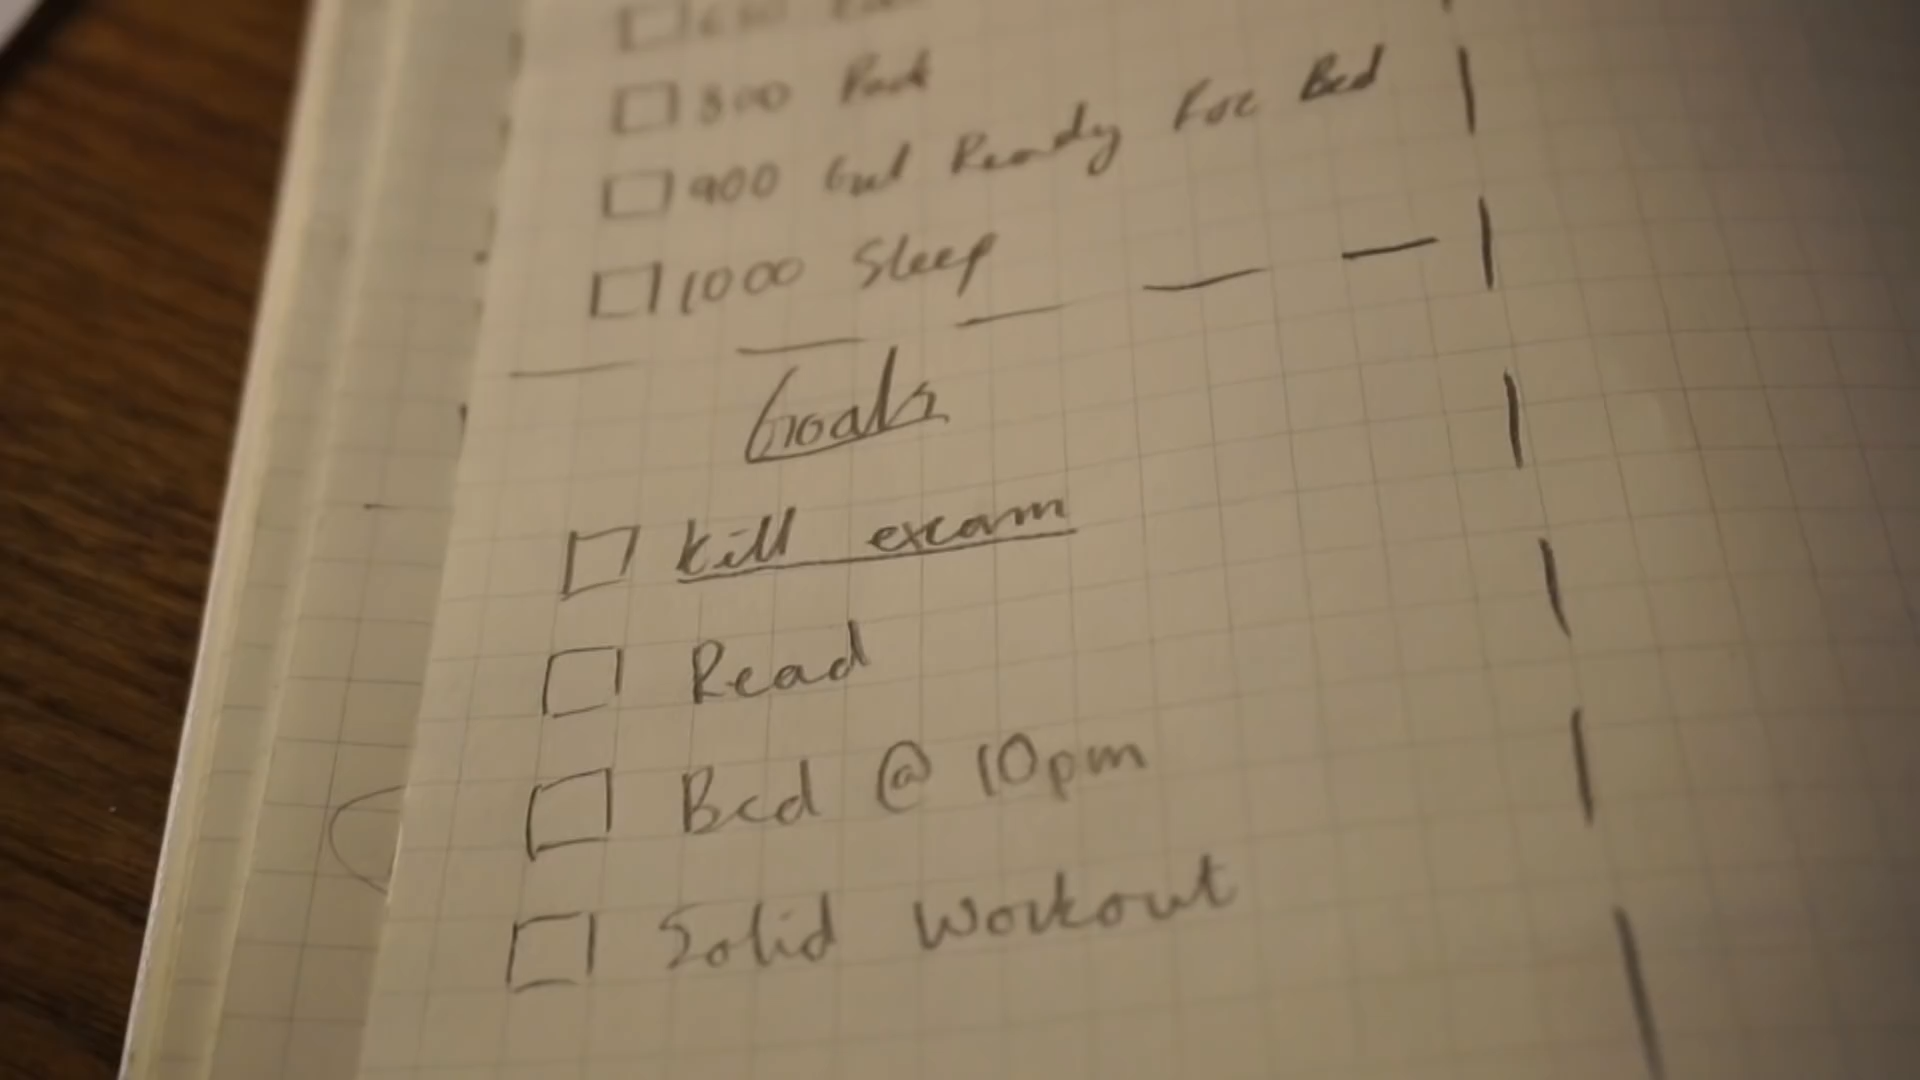 800 Pack
900 Get Ready For Bed
1000 Sleep
Goals
kill exam
Read
Bed @ 10pm
Solid Workout